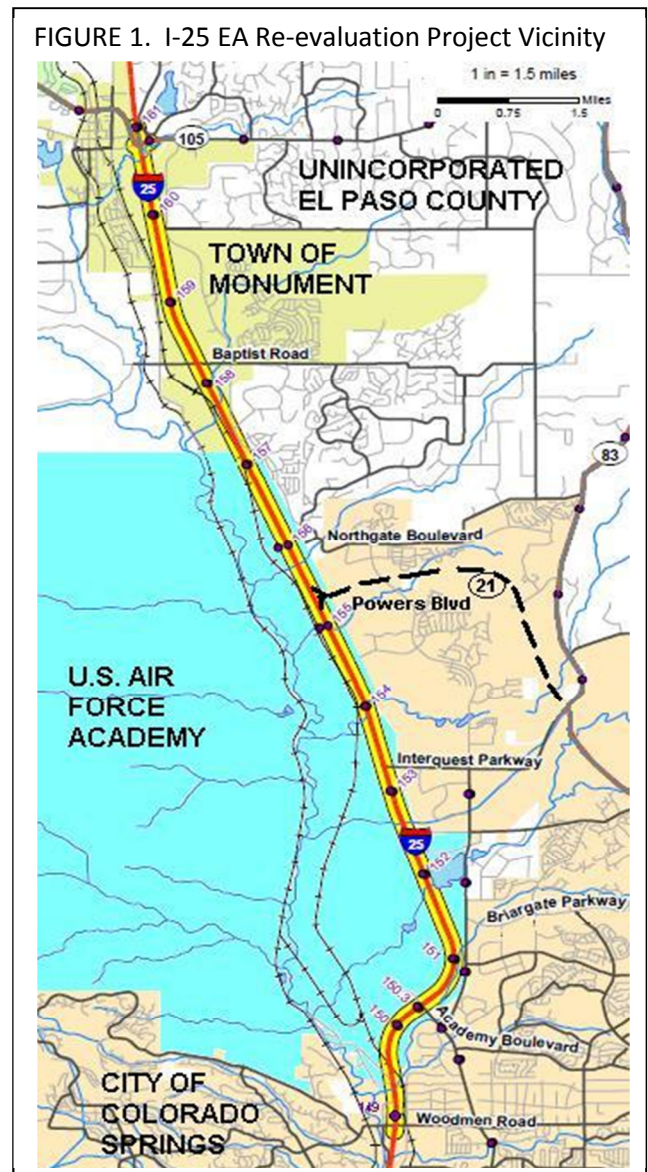 FIGURE 1. I-25 EA Re-evaluation Project Vicinity
1 in = 1.5 miles
Miles
0 0.75 1.5
161
105
25
UNINCORPORATED
EL PASO COUNTY
160
TOWN OF
MONUMENT
159
Baptist Road
158
157
83
156
Northgate Boulevard
21
Powers Blvd
155
U.S. AIR
FORCE
ACADEMY
154
Interquest Parkway
153
25
152
Briargate Parkway
151
150.3
Academy Boulevard
150
CITY OF
COLORADO
SPRINGS
149
Woodmen Road